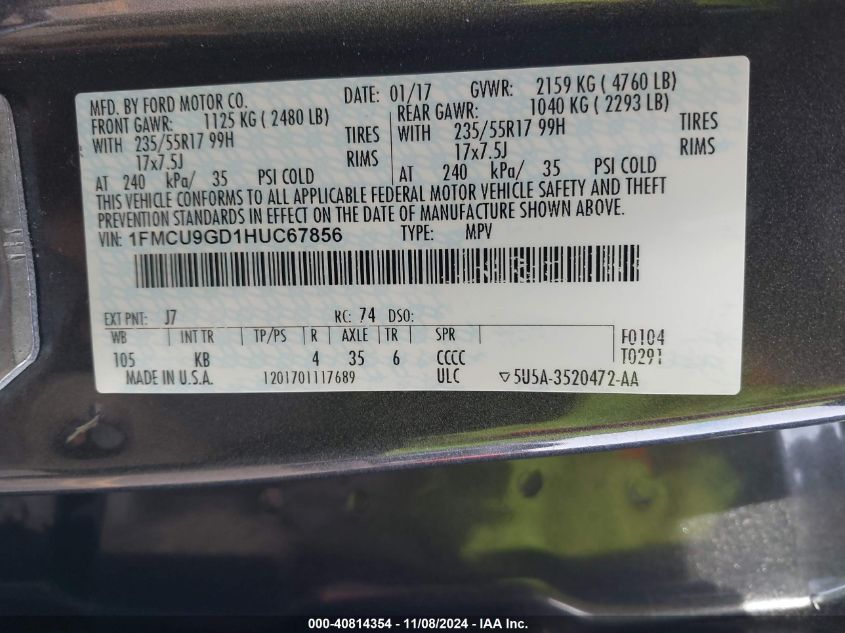 MFD. BY FORD MOTOR CO. DATE: 01/17 GVWR: 2159 KG ( 4760 LB)
FRONT GAWR: 1125 KG ( 2480 LB) REAR GAWR: 1040 KG ( 2293 LB)
WITH 235/55R17 99H TIRES WITH 235/55R17 99H TIRES
17x7.5J RIMS 17x7.5J RIMS
AT 240 kPa/ 35 PSI COLD AT 240 kPa/ 35 PSI COLD
THIS VEHICLE CONFORMS TO ALL APPLICABLE FEDERAL MOTOR VEHICLE SAFETY AND THEFT
PREVENTION STANDARDS IN EFFECT ON THE DATE OF MANUFACTURE SHOWN ABOVE.
VIN: 1FMCU9GD1HUC67856 TYPE: MPV
EXT PNT: J7 RC: 74 DSO:
WB INT TR TP/PS R AXLE TR SPR F0104
105 KB 4 35 6 CCCC T0291
MADE IN U.S.A. 1201701117689 ULC ▽5U5A-3520472-AA
000-40814354 - 11/08/2024 - IAA Inc.